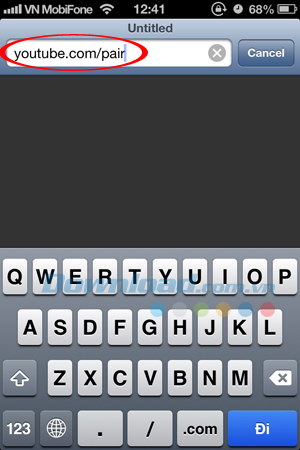 VN MobiFone 12:41 68%
Untitled
youtube.com/pair Cancel
Q W E R T Y U I O P
Download.com.vn
A S D F G H J K L
Z X C V B N M
123 . / .com Đi